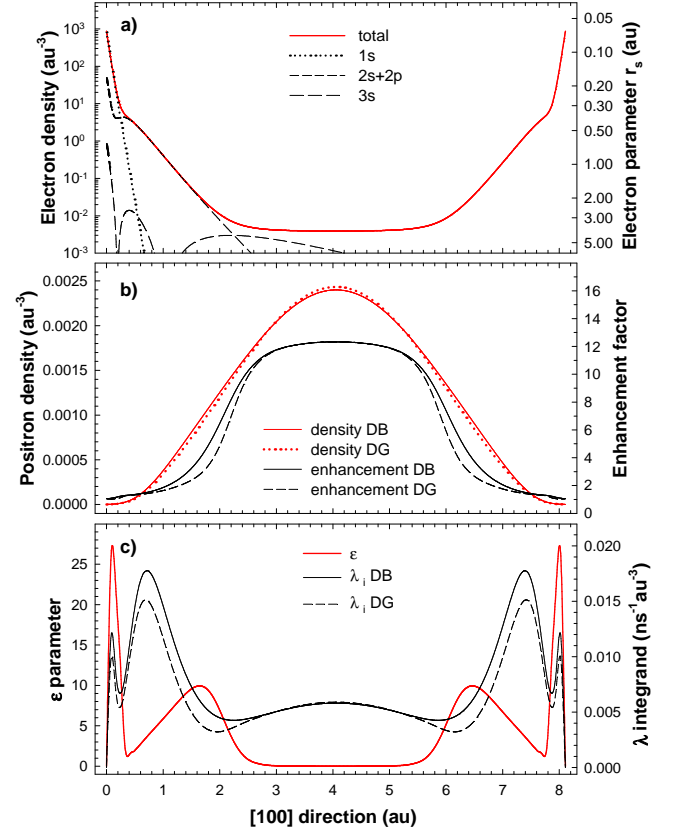 a)
total
1s
2s+2p
3s
10³
10²
10¹
10⁰
10⁻¹
10⁻²
10⁻³
Electron density (au⁻³)
0.05
0.10
0.20
0.30
0.50
1.00
2.00
3.00
5.00
Electron parameter r_s (au)
b)
0.0025
0.0020
0.0015
0.0010
0.0005
0.0000
Positron density (au⁻³)
density DB
density DG
enhancement DB
enhancement DG
16
14
12
10
8
6
4
2
0
Enhancement factor
c)
ε
λ i DB
λ i DG
25
20
15
10
5
0
ε parameter
0.020
0.015
0.010
0.005
0.000
λ integrand (ns⁻¹au⁻³)
0 1 2 3 4 5 6 7 8
[100] direction (au)